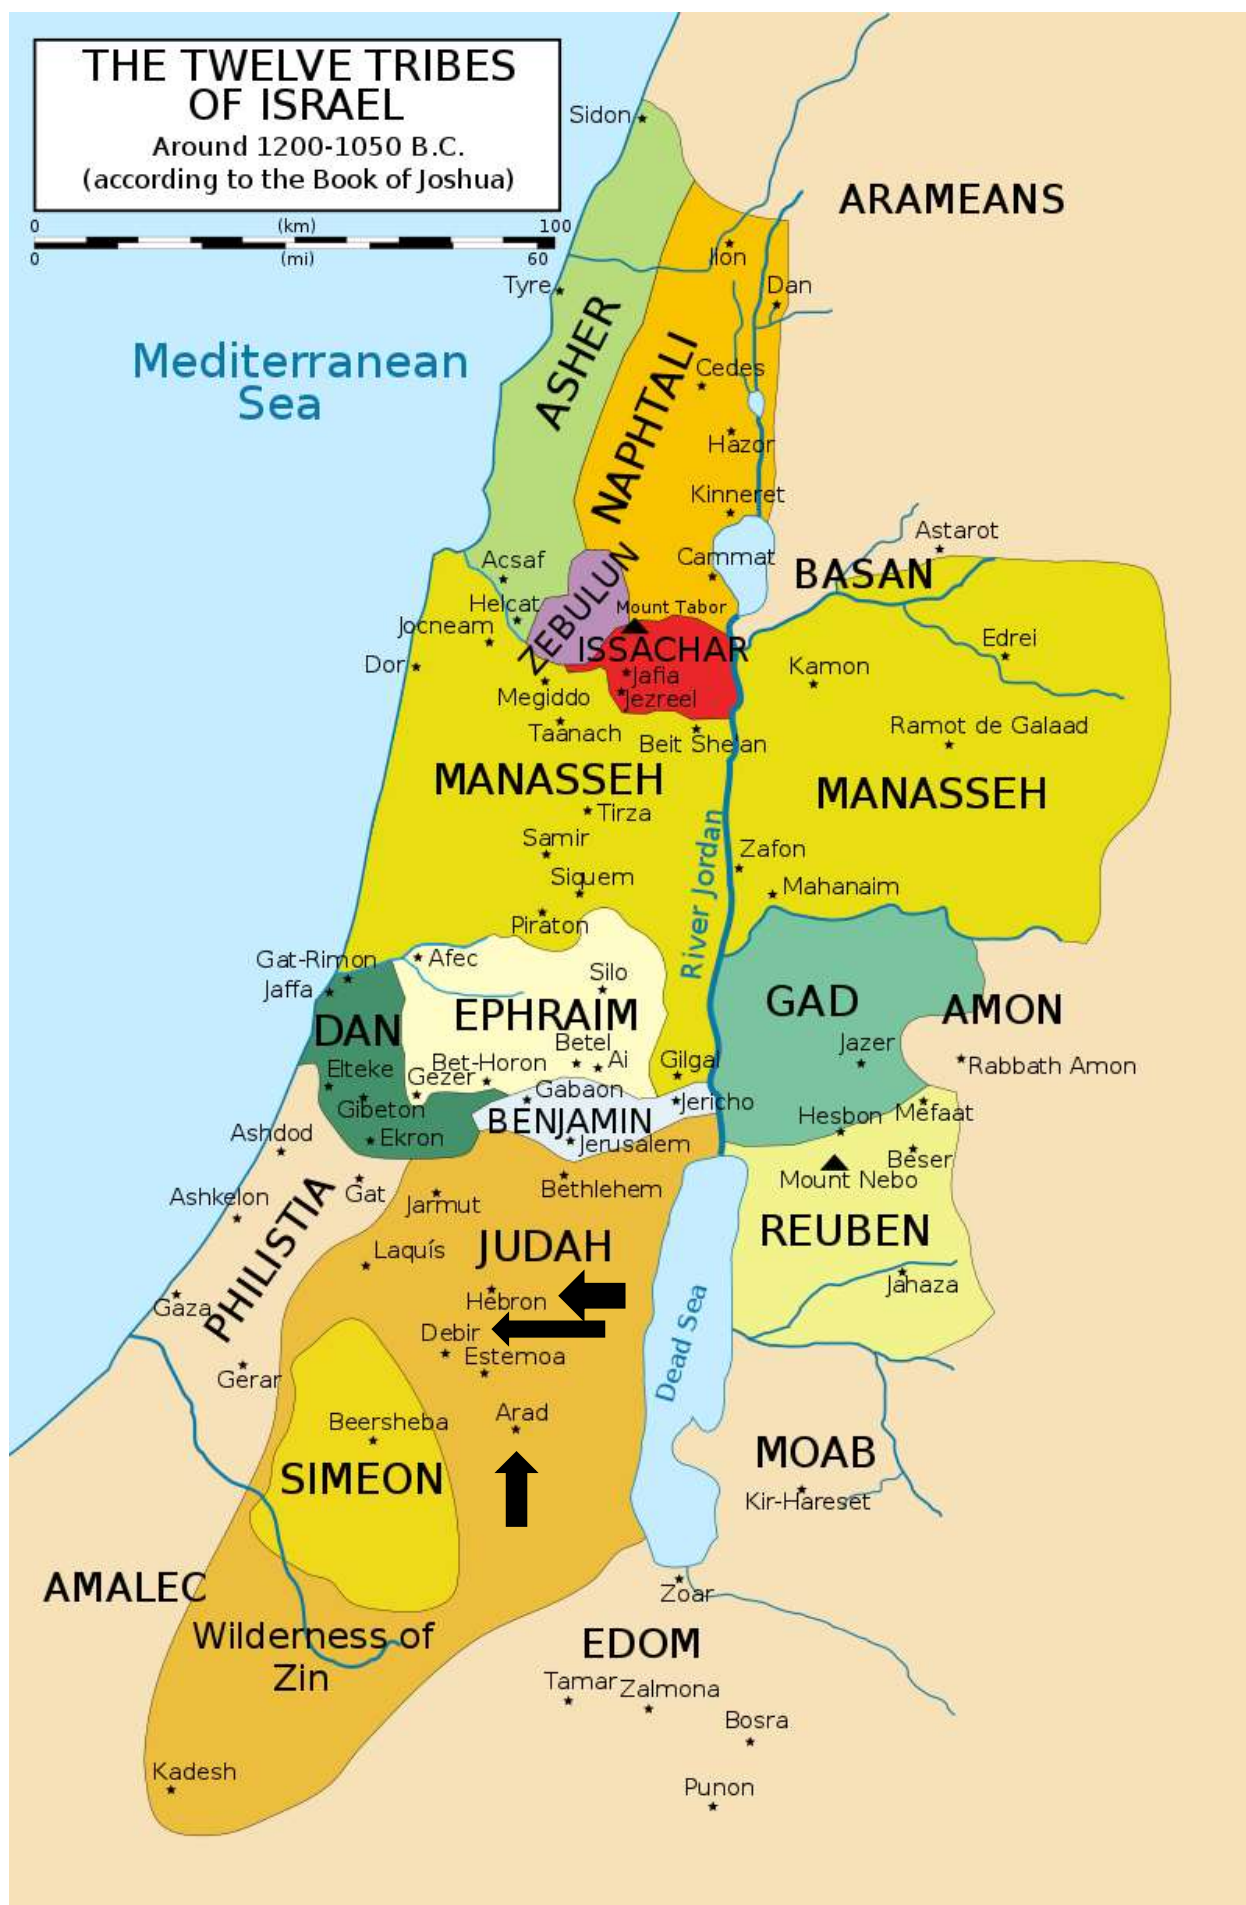 THE TWELVE TRIBES
OF ISRAEL
Around 1200-1050 B.C.
(according to the Book of Joshua)
0 (km) 100
0 (mi) 60
Sidon
ARAMEANS
Ilon
Tyre
Dan
ASHER
NAPHTALI
Mediterranean
Sea
Cedes
Hazor
Kinneret
Astarot
Acsaf
Cammat
BASAN
ZEBULUN
Helcat
Mount Tabor
Jocneam
ISSACHAR
Edrei
Dor
Jafia
Kamon
Megiddo
Jezreel
Taanach
Beit She'an
Ramot de Galaad
MANASSEH
MANASSEH
Tirza
Samir
River Jordan
Zafon
Siquem
Mahanaim
Piraton
Gat-Rimon
Afec
Jaffa
Silo
DAN
EPHRAIM
GAD
AMON
Betel
Jazer
Elteke
Bet-Horon
Ai
Gilgal
Rabbath Amon
Gezer
Gabaon
Gibeton
Jericho
Hesbon
Mefaat
BENJAMIN
Ashdod
Ekron
Jerusalem
Beser
Mount Nebo
Ashkelon
Gat
Jarmut
Bethlehem
PHILISTIA
REUBEN
Laquís
JUDAH
Jahaza
Gaza
Hebron
Debir
Dead Sea
Estemoa
Gerar
Beersheba
Arad
SIMEON
MOAB
Kir-Hareset
AMALEC
Zoar
Wilderness of
Zin
EDOM
Tamar
Zalmona
Bosra
Kadesh
Punon